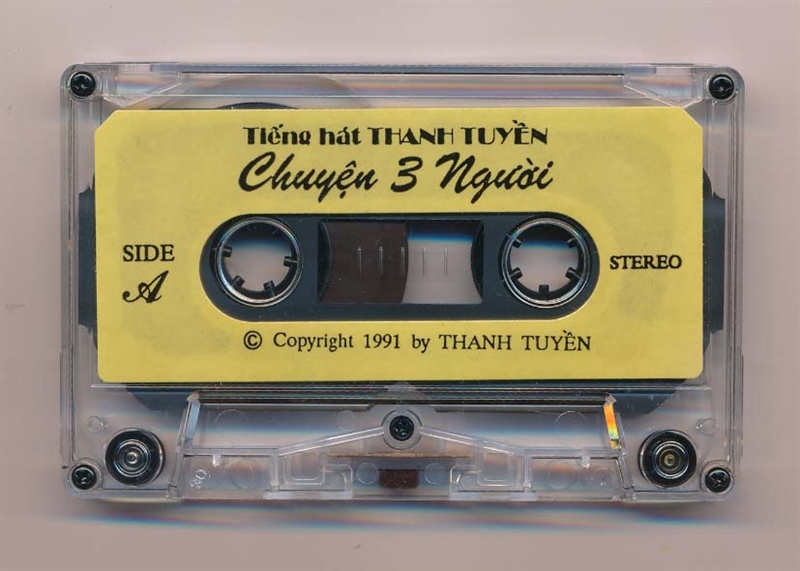 Tiếng hát THANH TUYỀN
Chuyện 3 Người
SIDE
A
STEREO
© Copyright 1991 by THANH TUYỀN